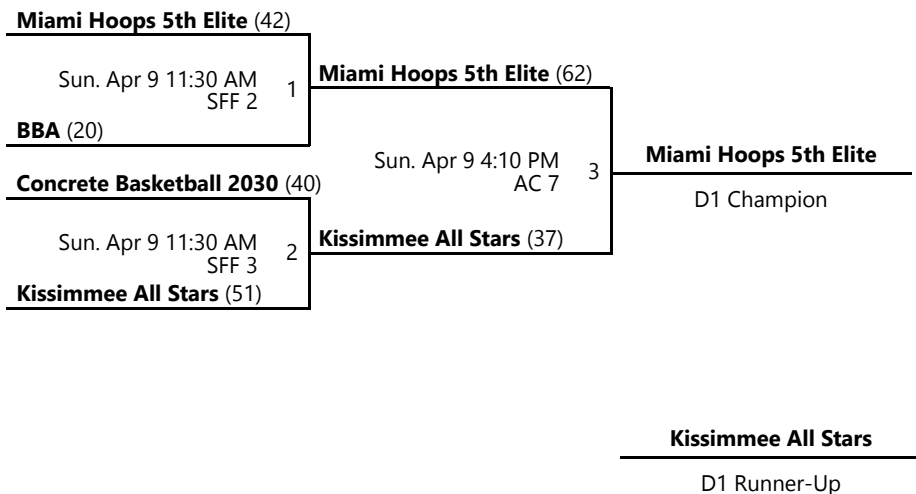 Miami Hoops 5th Elite (42)
Sun. Apr 9 11:30 AM
SFF 2
1
BBA (20)
Miami Hoops 5th Elite (62)
Concrete Basketball 2030 (40)
Sun. Apr 9 11:30 AM
SFF 3
2
Kissimmee All Stars (51)
Sun. Apr 9 4:10 PM
AC 7
3
Kissimmee All Stars (37)
Miami Hoops 5th Elite
D1 Champion
Kissimmee All Stars
D1 Runner-Up